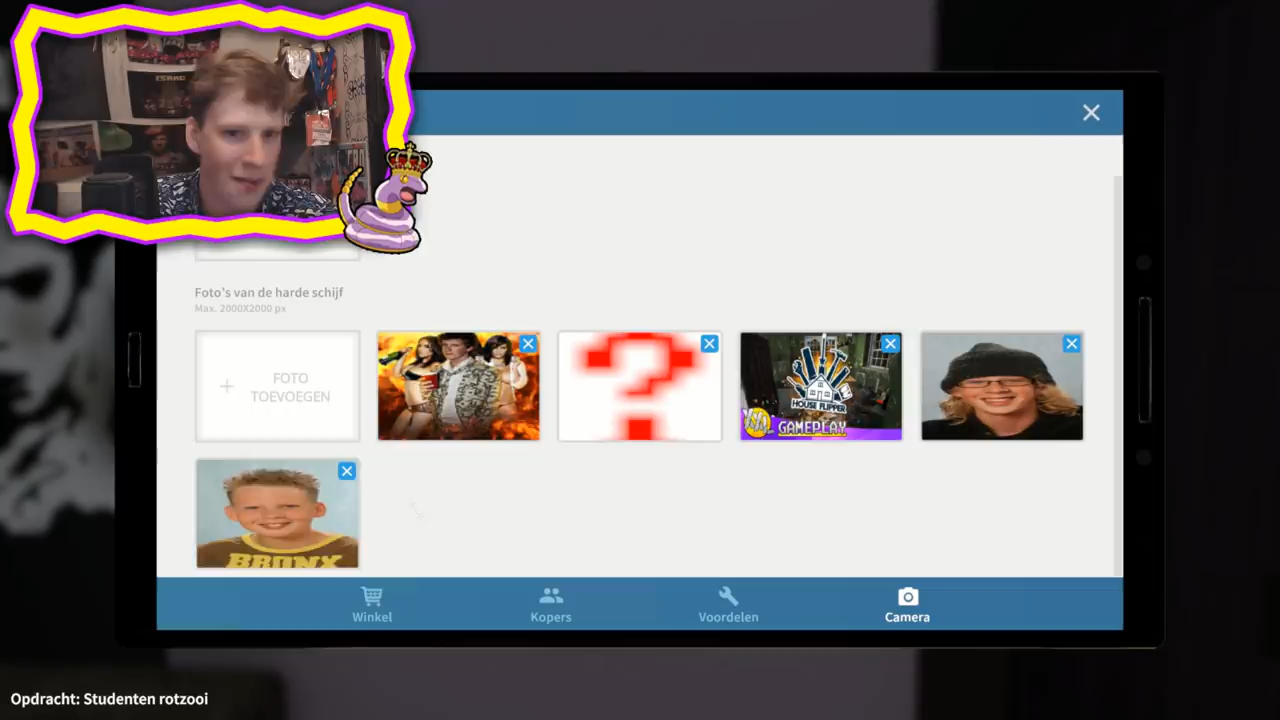 Foto's van de harde schijf
Max. 2000X2000 px
+ FOTO
TOEVOEGEN
HOUSE FLIPPER
GAMEPLAY
BRONX
Winkel
Kopers
Voordelen
Camera
Opdracht: Studenten rotzooi